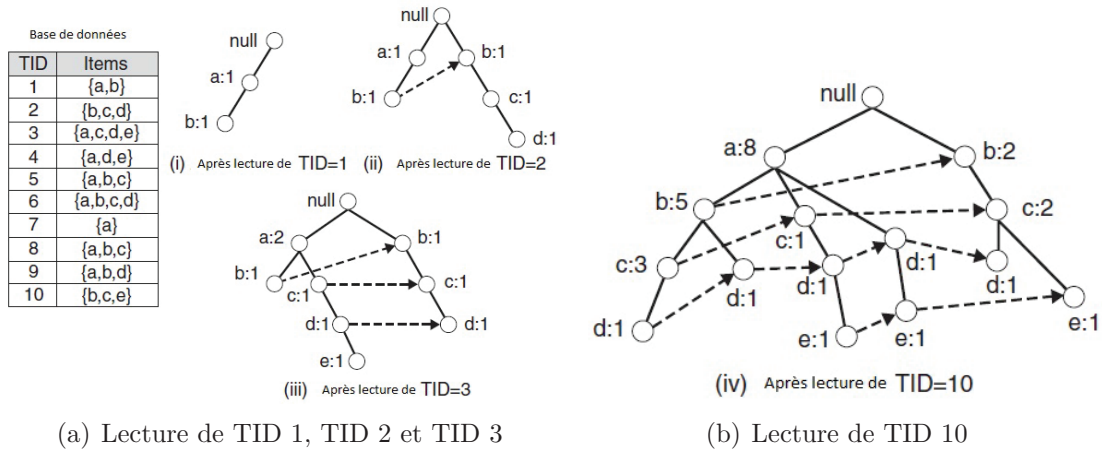 Base de données
TID Items
1 {a,b}
2 {b,c,d}
3 {a,c,d,e}
4 {a,d,e}
5 {a,b,c}
6 {a,b,c,d}
7 {a}
8 {a,b,c}
9 {a,b,d}
10 {b,c,e}
null
a:1
b:1
(i) Après lecture de TID=1
null
a:1 b:1
b:1 c:1
d:1
(ii) Après lecture de TID=2
null
a:2 b:1
b:1 c:1 c:1
d:1 d:1
e:1
(iii) Après lecture de TID=3
null
a:8 b:2
b:5 c:2
c:1
c:3 d:1
d:1 d:1 d:1
d:1 e:1 e:1 e:1
(iv) Après lecture de TID=10
(a) Lecture de TID 1, TID 2 et TID 3
(b) Lecture de TID 10